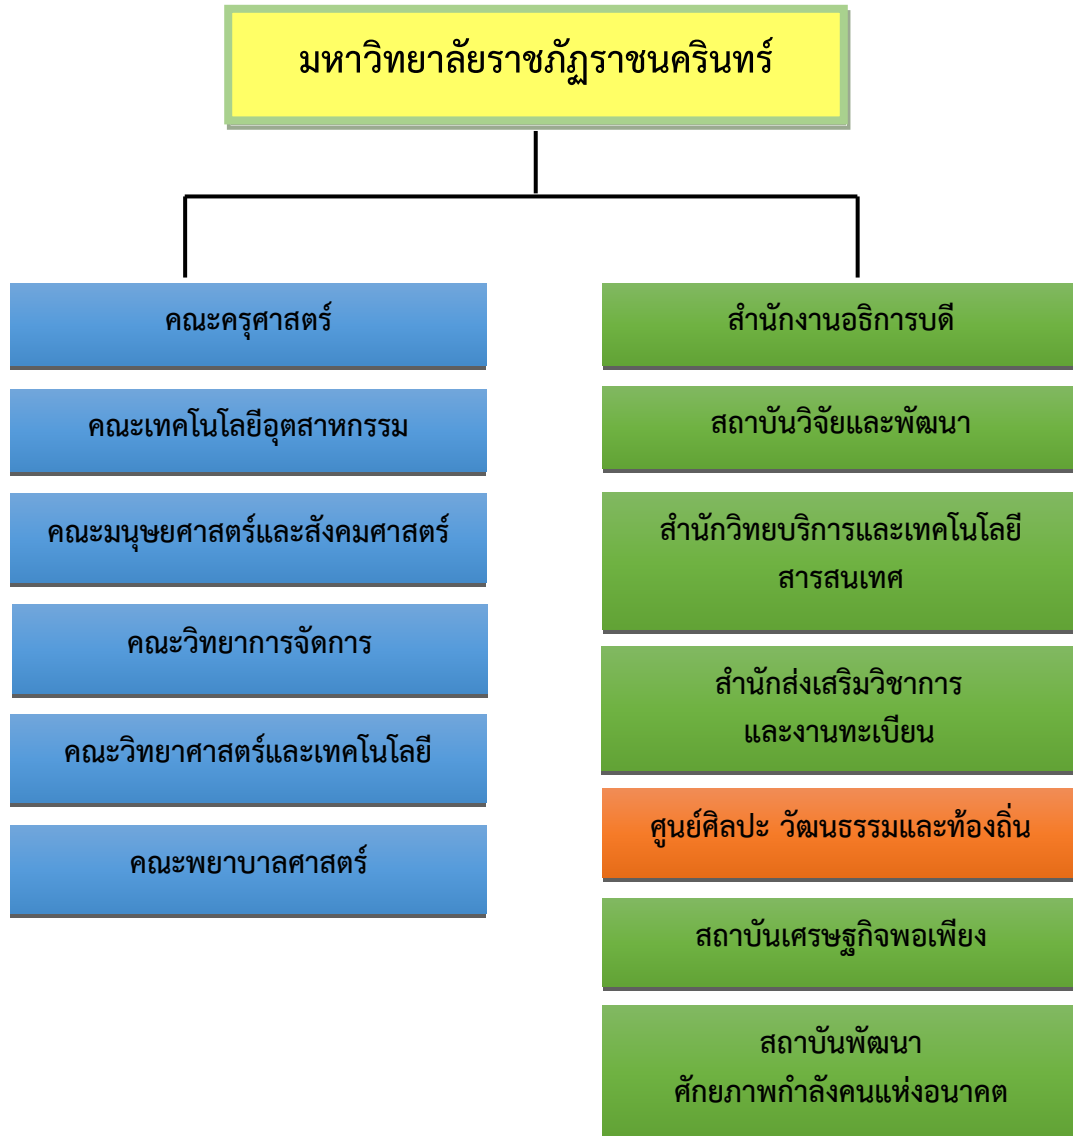 มหาวิทยาลัยราชภัฏราชนครินทร์
คณะครุศาสตร์
คณะเทคโนโลยีอุตสาหกรรม
คณะมนุษยศาสตร์และสังคมศาสตร์
คณะวิทยาการจัดการ
คณะวิทยาศาสตร์และเทคโนโลยี
คณะพยาบาลศาสตร์
สำนักงานอธิการบดี
สถาบันวิจัยและพัฒนา
สำนักวิทยบริการและเทคโนโลยี
สารสนเทศ
สำนักส่งเสริมวิชาการ
และงานทะเบียน
ศูนย์ศิลปะ วัฒนธรรมและท้องถิ่น
สถาบันเศรษฐกิจพอเพียง
สถาบันพัฒนา
ศักยภาพกำลังคนแห่งอนาคต